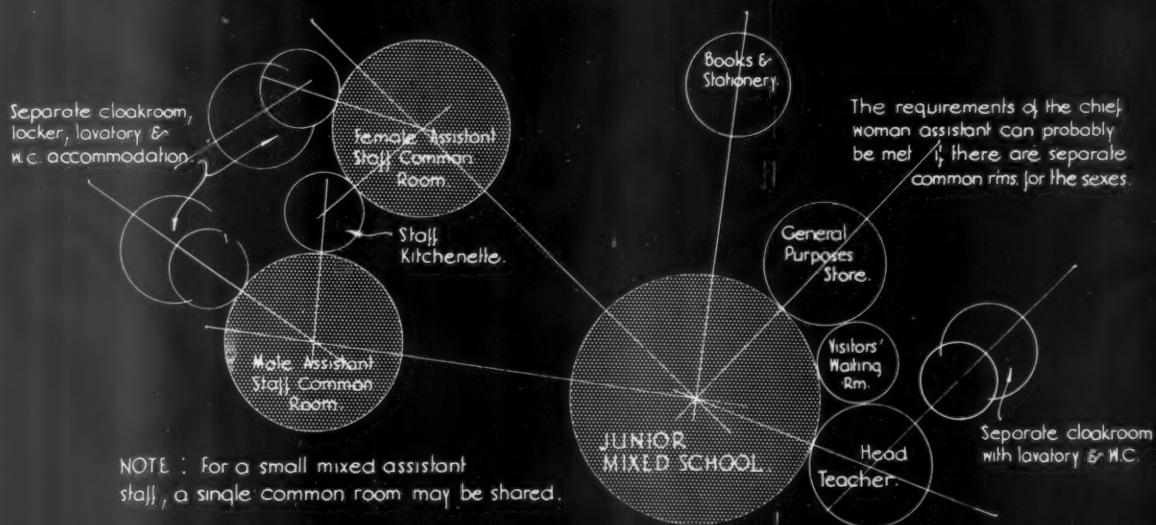 Separate cloakroom,
locker, lavatory &
W.C. accommodation.
Female Assistant
Staff Common
Room.
Staff
Kitchenette.
Male Assistant
Staff Common
Room.
NOTE : For a small mixed assistant
staff, a single common room may be shared.
Books &
Stationery.
The requirements of the chief
woman assistant can probably
be met if there are separate
common rms. for the sexes.
General
Purposes
Store.
Visitors'
Waiting
Rm.
JUNIOR
MIXED SCHOOL
Head
Teacher.
Separate cloakroom
with lavatory & W.C.